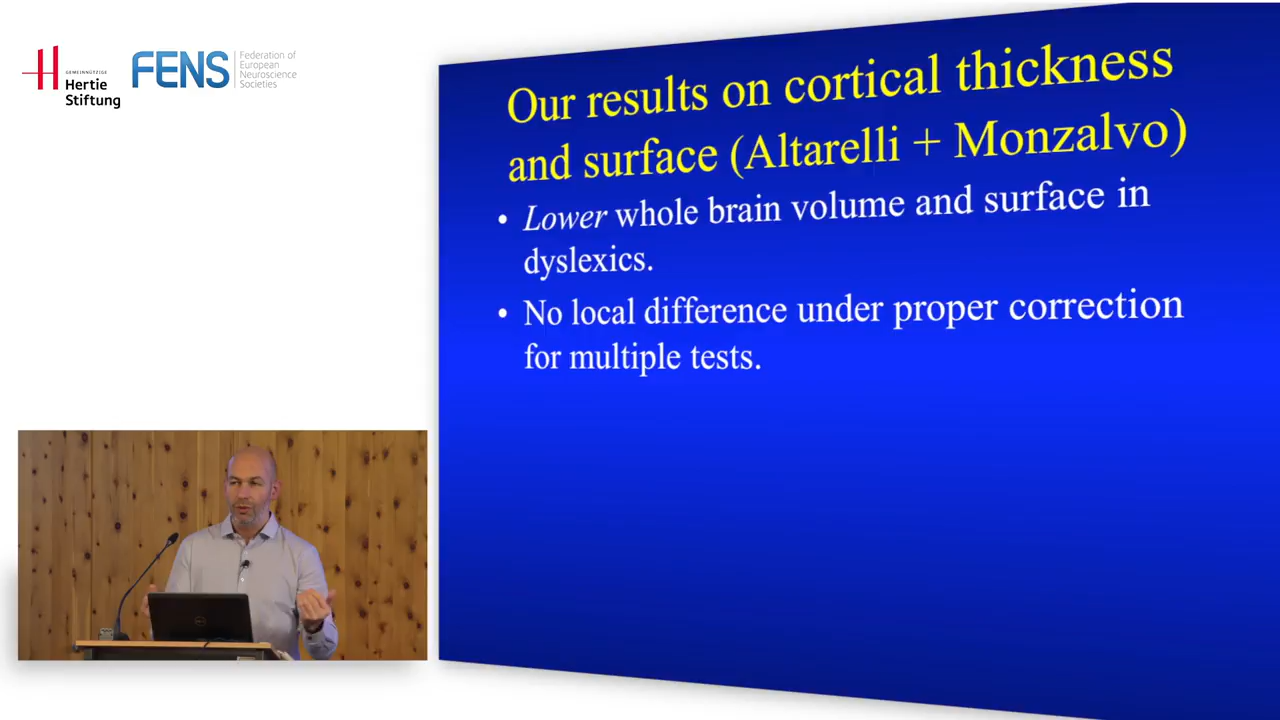 GEMEINNÜTZIGE
Hertie
Stiftung
FENS
Federation of
European
Neuroscience
Societies
Our results on cortical thickness
and surface (Altarelli + Monzalvo)
• Lower whole brain volume and surface in
dyslexics.
• No local difference under proper correction
for multiple tests.